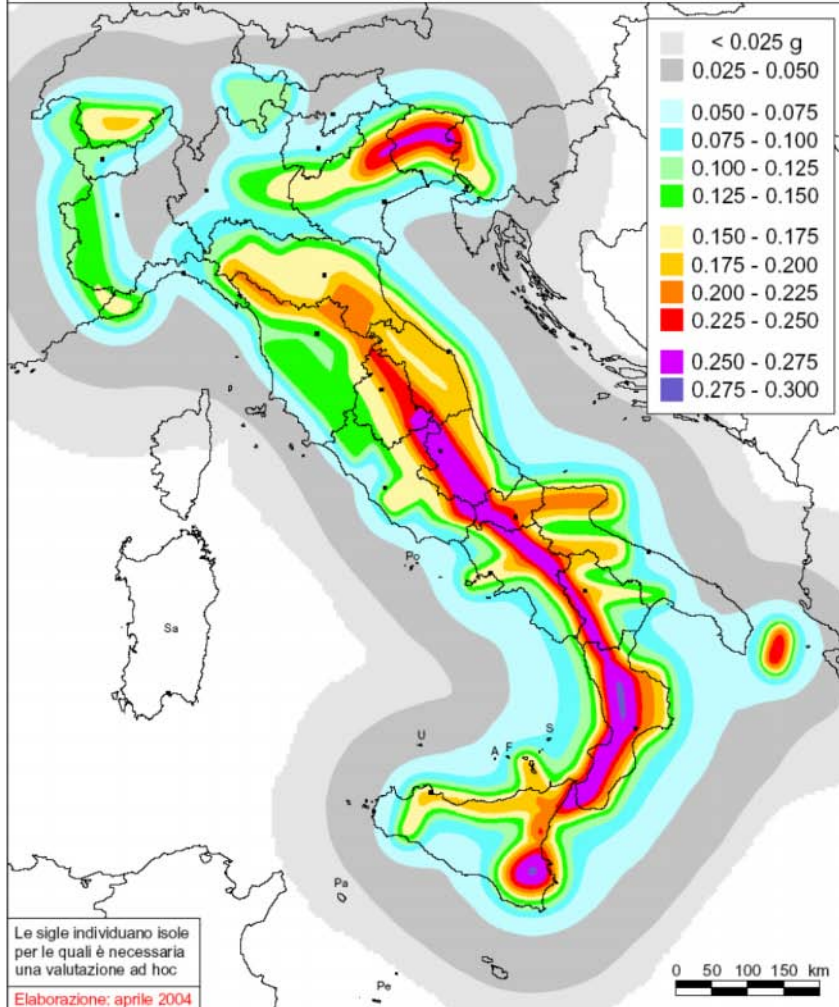 < 0.025 g
0.025 - 0.050
0.050 - 0.075
0.075 - 0.100
0.100 - 0.125
0.125 - 0.150
0.150 - 0.175
0.175 - 0.200
0.200 - 0.225
0.225 - 0.250
0.250 - 0.275
0.275 - 0.300
Po
Sa
U
A
F
S
Pa
Pe
Le sigle individuano isole
per le quali è necessaria
una valutazione ad hoc
Elaborazione: aprile 2004
0 50 100 150 km